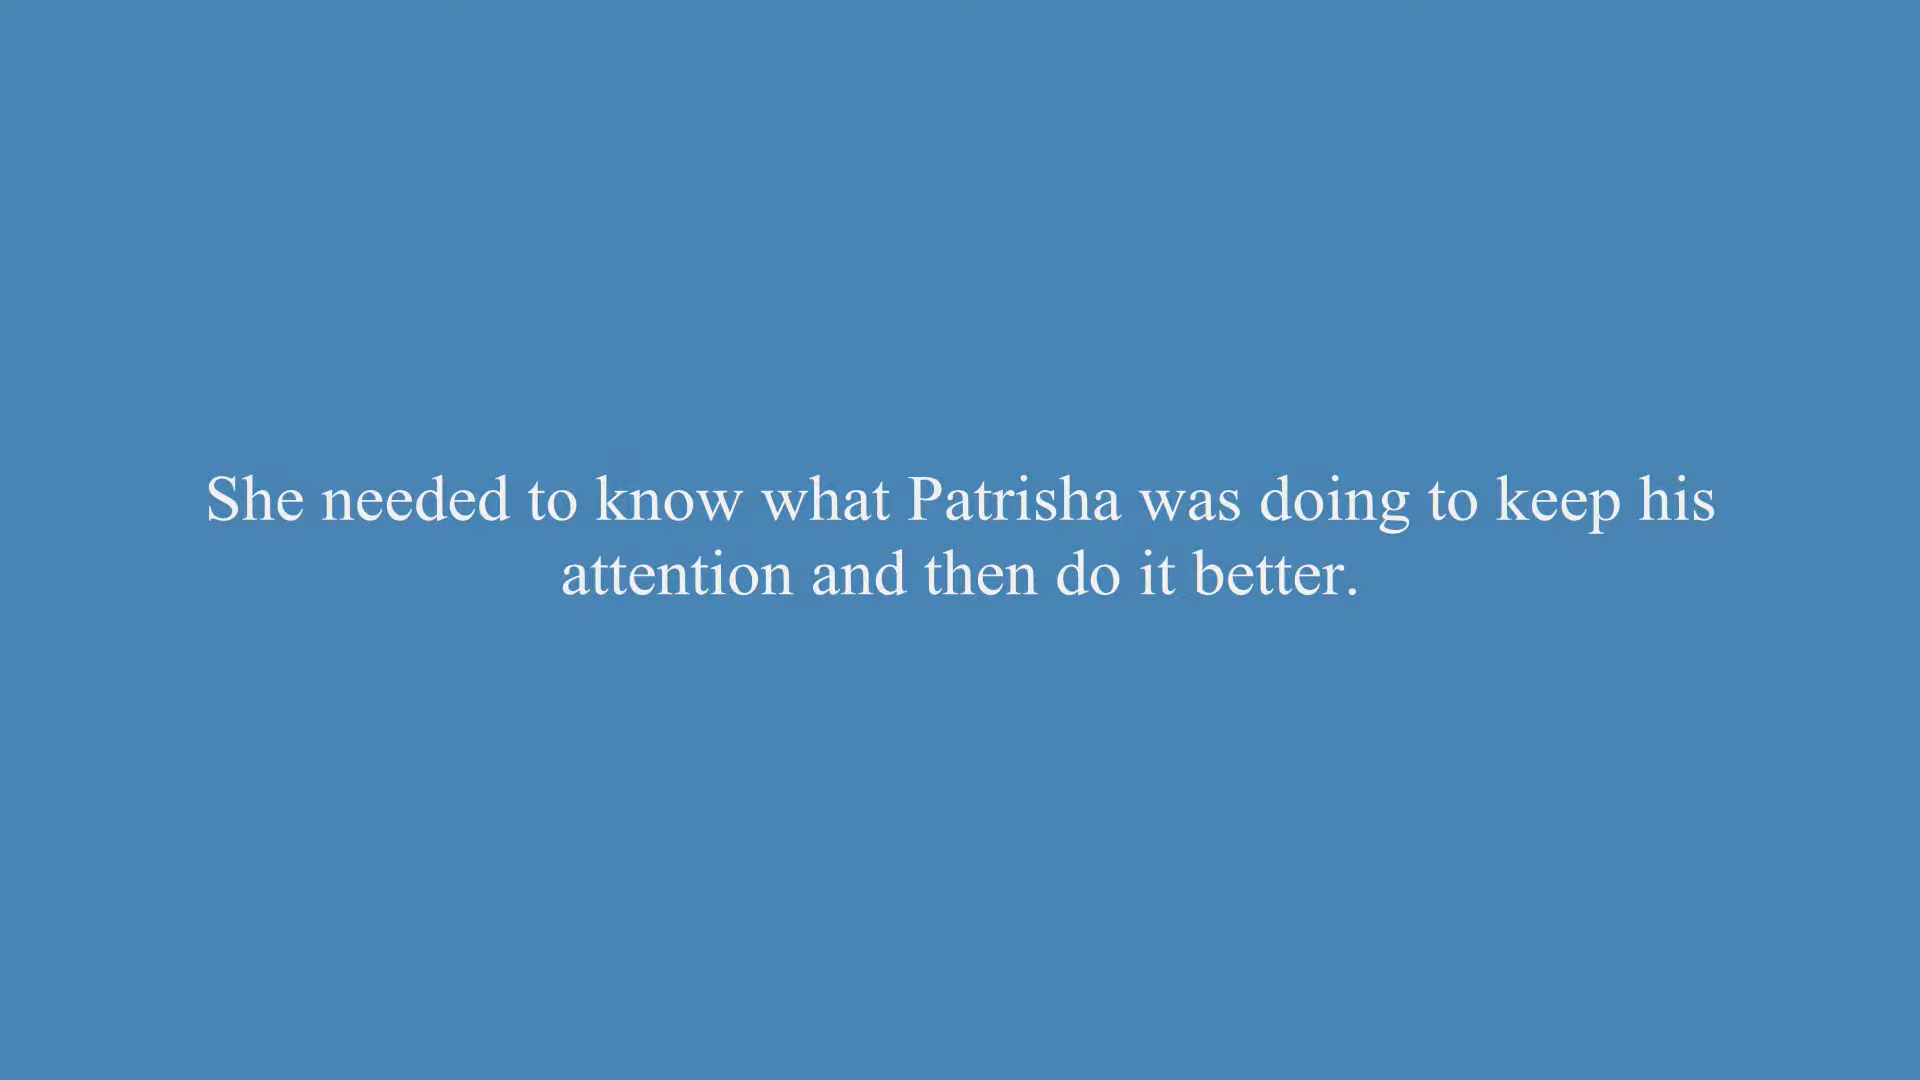 She needed to know what Patrisha was doing to keep his
attention and then do it better.